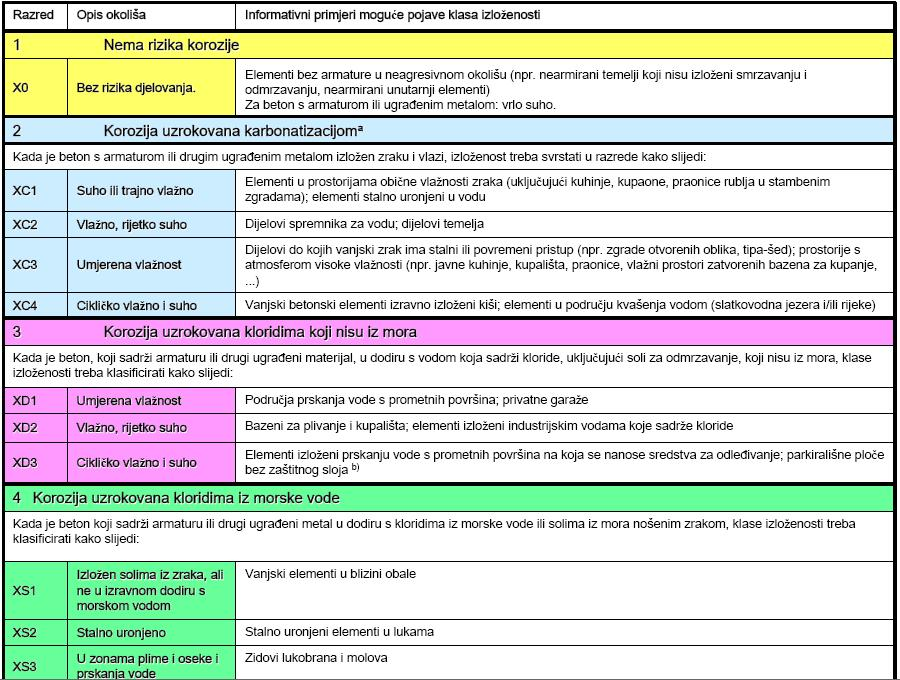 Razred Opis okoliša Informativni primjeri moguće pojave klasa izloženosti
1 Nema rizika korozije
X0 Bez rizika djelovanja. Elementi bez armature u neagresivnom okolišu (npr. nearmirani temelji koji nisu izloženi smrzavanju i
odmrzavanju, nearmirani unutarnji elementi)
Za beton s armaturom ili ugrađenim metalom: vrlo suho.
2 Korozija uzrokovana karbonatizacijomª
Kada je beton s armaturom ili drugim ugrađenim metalom izložen zraku i vlazi, izloženost treba svrstati u razrede kako slijedi:
XC1 Suho ili trajno vlažno Elementi u prostorijama obične vlažnosti zraka (uključujući kuhinje, kupaone, praonice rublja u stambenim
zgradama); elementi stalno uronjeni u vodu
XC2 Vlažno, rijetko suho Dijelovi spremnika za vodu; dijelovi temelja
XC3 Umjerena vlažnost Dijelovi do kojih vanjski zrak ima stalni ili povremeni pristup (npr. zgrade otvorenih oblika, tipa-šed); prostorije s
atmosferom visoke vlažnosti (npr. javne kuhinje, kupališta, praonice, vlažni prostori zatvorenih bazena za kupanje,
...)
XC4 Cikličko vlažno i suho Vanjski betonski elementi izravno izloženi kiši; elementi u području kvašenja vodom (slatkovodna jezera i/ili rijeke)
3 Korozija uzrokovana kloridima koji nisu iz mora
Kada je beton, koji sadrži armaturu ili drugi ugrađeni materijal, u dodiru s vodom koja sadrži kloride, uključujući soli za odmrzavanje, koji nisu iz mora, klase
izloženosti treba klasificirati kako slijedi:
XD1 Umjerena vlažnost Područja prskanja vode s prometnih površina; privatne garaže
XD2 Vlažno, rijetko suho Bazeni za plivanje i kupališta; elementi izloženi industrijskim vodama koje sadrže kloride
XD3 Cikličko vlažno i suho Elementi izloženi prskanju vode s prometnih površina na koja se nanose sredstva za odleđivanje; parkirališne ploče
bez zaštitnog sloja b)
4 Korozija uzrokovana kloridima iz morske vode
Kada je beton koji sadrži armaturu ili drugi ugrađeni metal u dodiru s kloridima iz morske vode ili solima iz mora nošenim zrakom, klase izloženosti treba
klasificirati kako slijedi:
XS1 Izložen solima iz zraka, ali Vanjski elementi u blizini obale
ne u izravnom dodiru s
morskom vodom
XS2 Stalno uronjeno Stalno uronjeni elementi u lukama
XS3 U zonama plime i oseke i Zidovi lukobrana i molova
prskanja vode